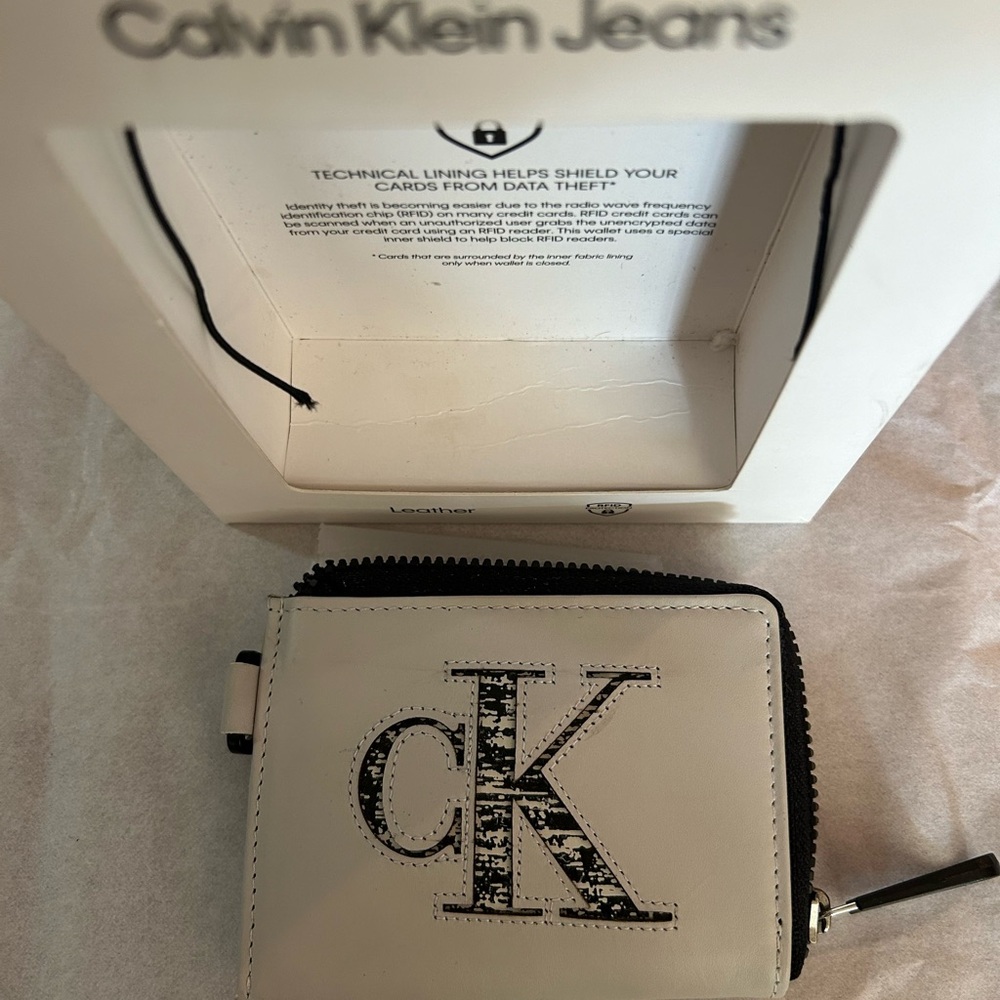 Calvin Klein Jeans
TECHNICAL LINING HELPS SHIELD YOUR
CARDS FROM DATA THEFT*
Identity theft is becoming easier due to the radio wave frequency
identification chip (RFID) on many credit cards. RFID credit cards can
be scanned when an unauthorized user grabs the unencrypted data
from your credit card using an RFID reader. This wallet uses a special
inner shield to help block RFID readers.
*Cards that are surrounded by the inner fabric lining
only when wallet is closed.
Leather
RFID
cK